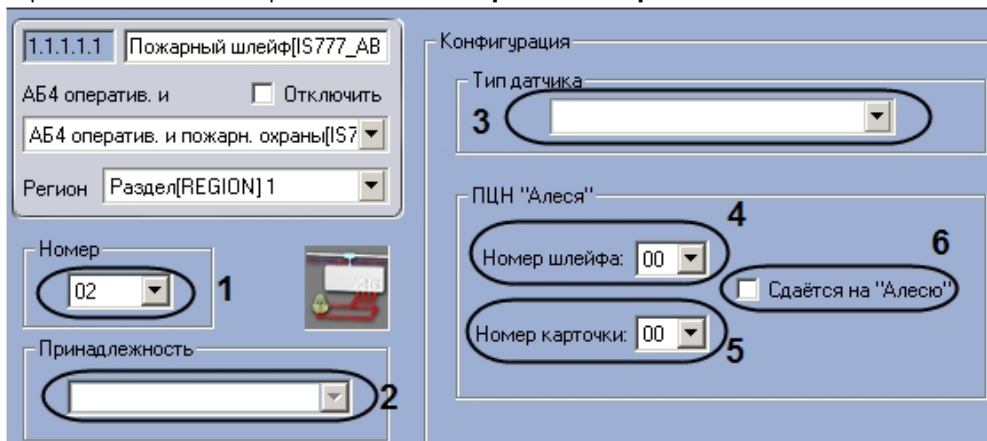 1.1.1.1.1 Пожарный шлейф[IS777_AB
АБ4 оператив. и Отключить
АБ4 оператив. и пожарн. охраны[IS7
Регион Раздел[REGION] 1
Номер
02 1
Принадлежность
2
Конфигурация
Тип датчика
3
ПЦН "Алеся"
4
Номер шлейфа: 00
6
Сдаётся на "Алесю"
Номер карточки: 00
5